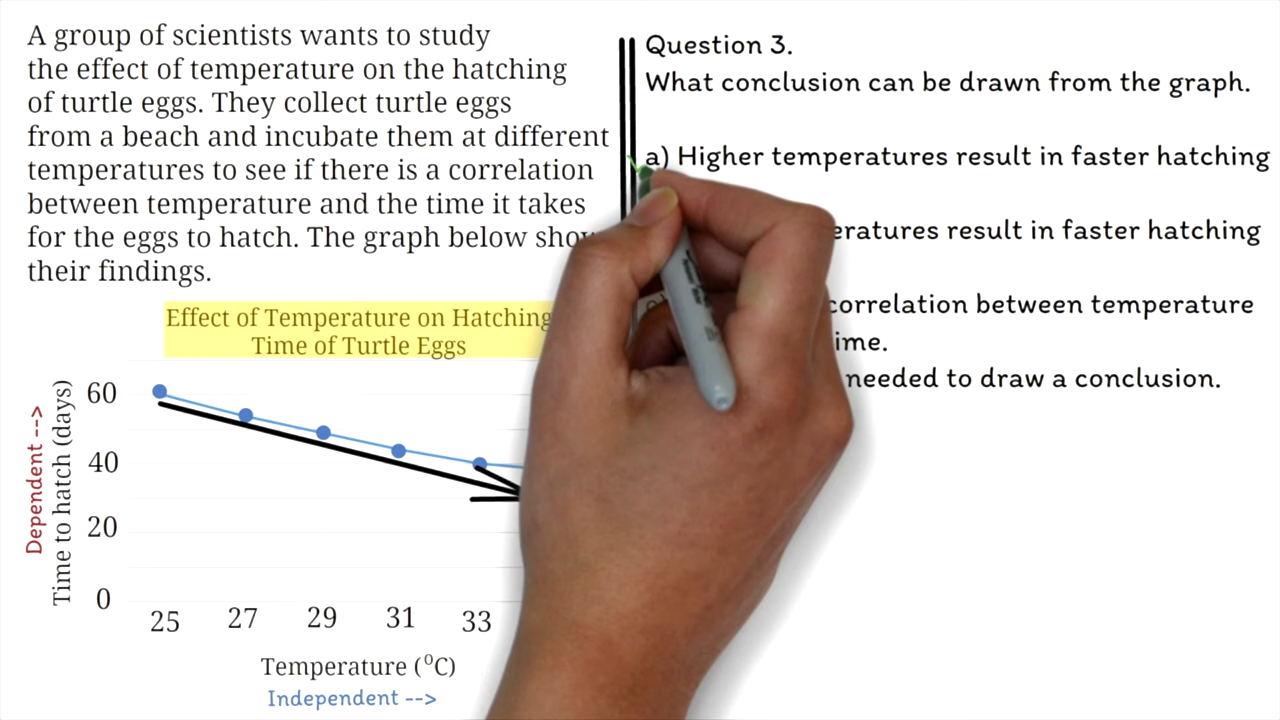 A group of scientists wants to study
the effect of temperature on the hatching
of turtle eggs. They collect turtle eggs
from a beach and incubate them at different
temperatures to see if there is a correlation
between temperature and the time it takes
for the eggs to hatch. The graph below
their findings.
Effect of Temperature on Hatching
Time of Turtle Eggs
Dependent -->
Time to hatch (days)
60
40
20
0
25 27 29 31 33
Temperature (⁰C)
Independent -->
Question 3.
What conclusion can be drawn from the graph.
a) Higher temperatures result in faster hatching
result in faster hatching
correlation between temperature
needed to draw a conclusion.